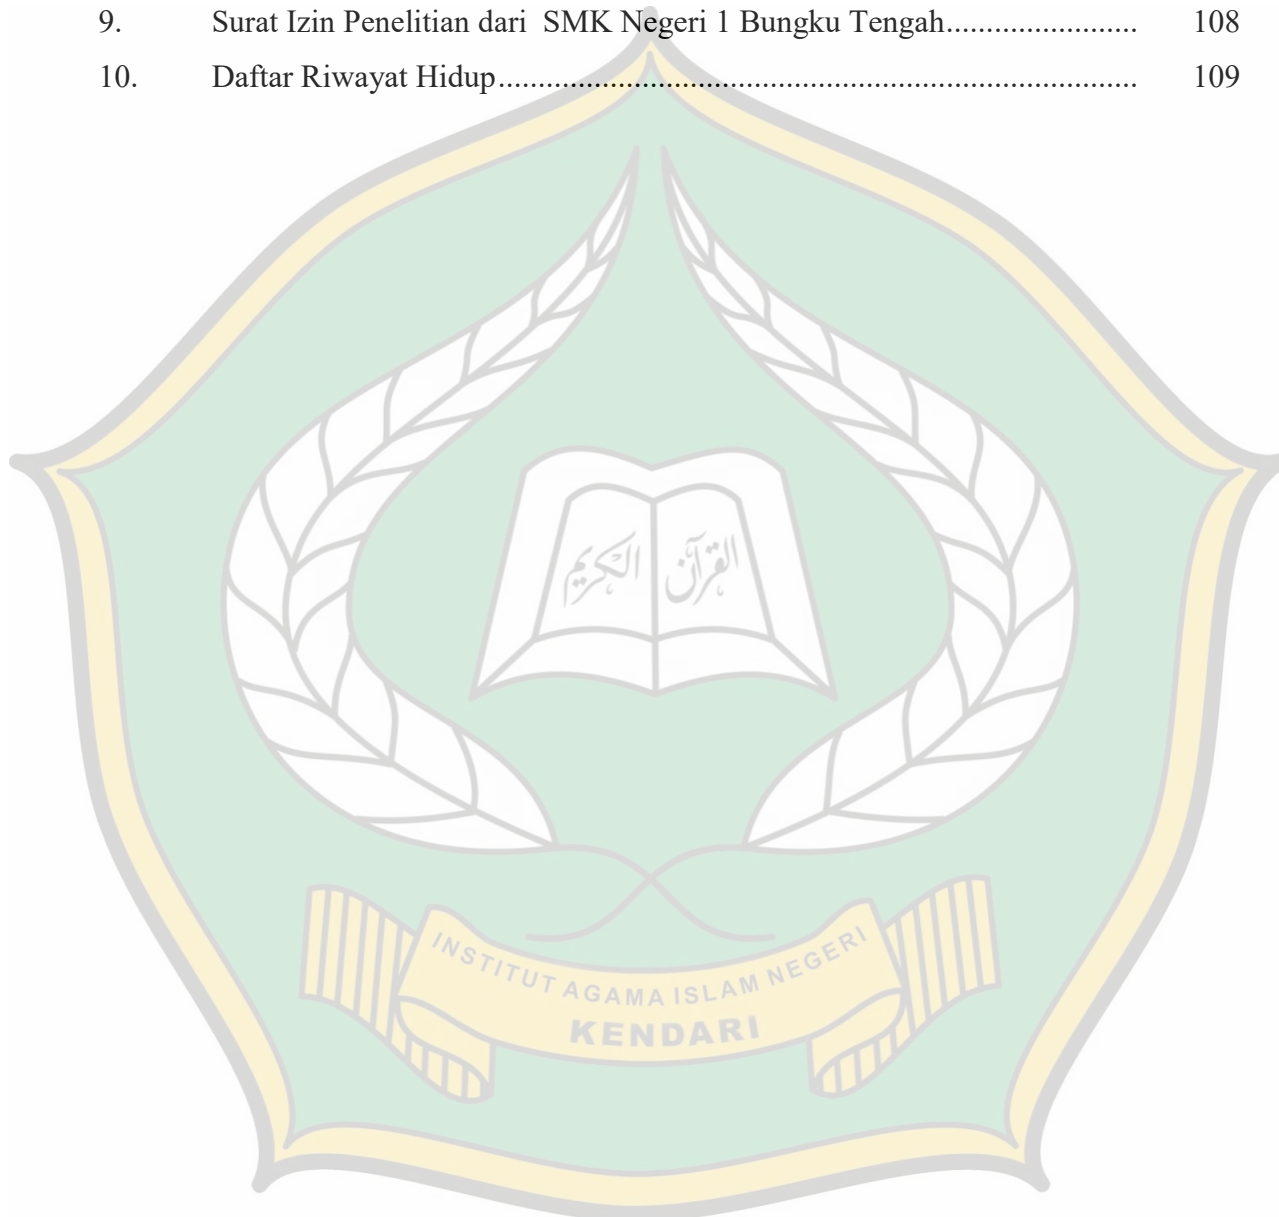 9. Surat Izin Penelitian dari SMK Negeri 1 Bungku Tengah........................ 108
10. Daftar Riwayat Hidup................................................................................ 109
القرآن الكريم
INSTITUT AGAMA ISLAM NEGERI
KENDARI